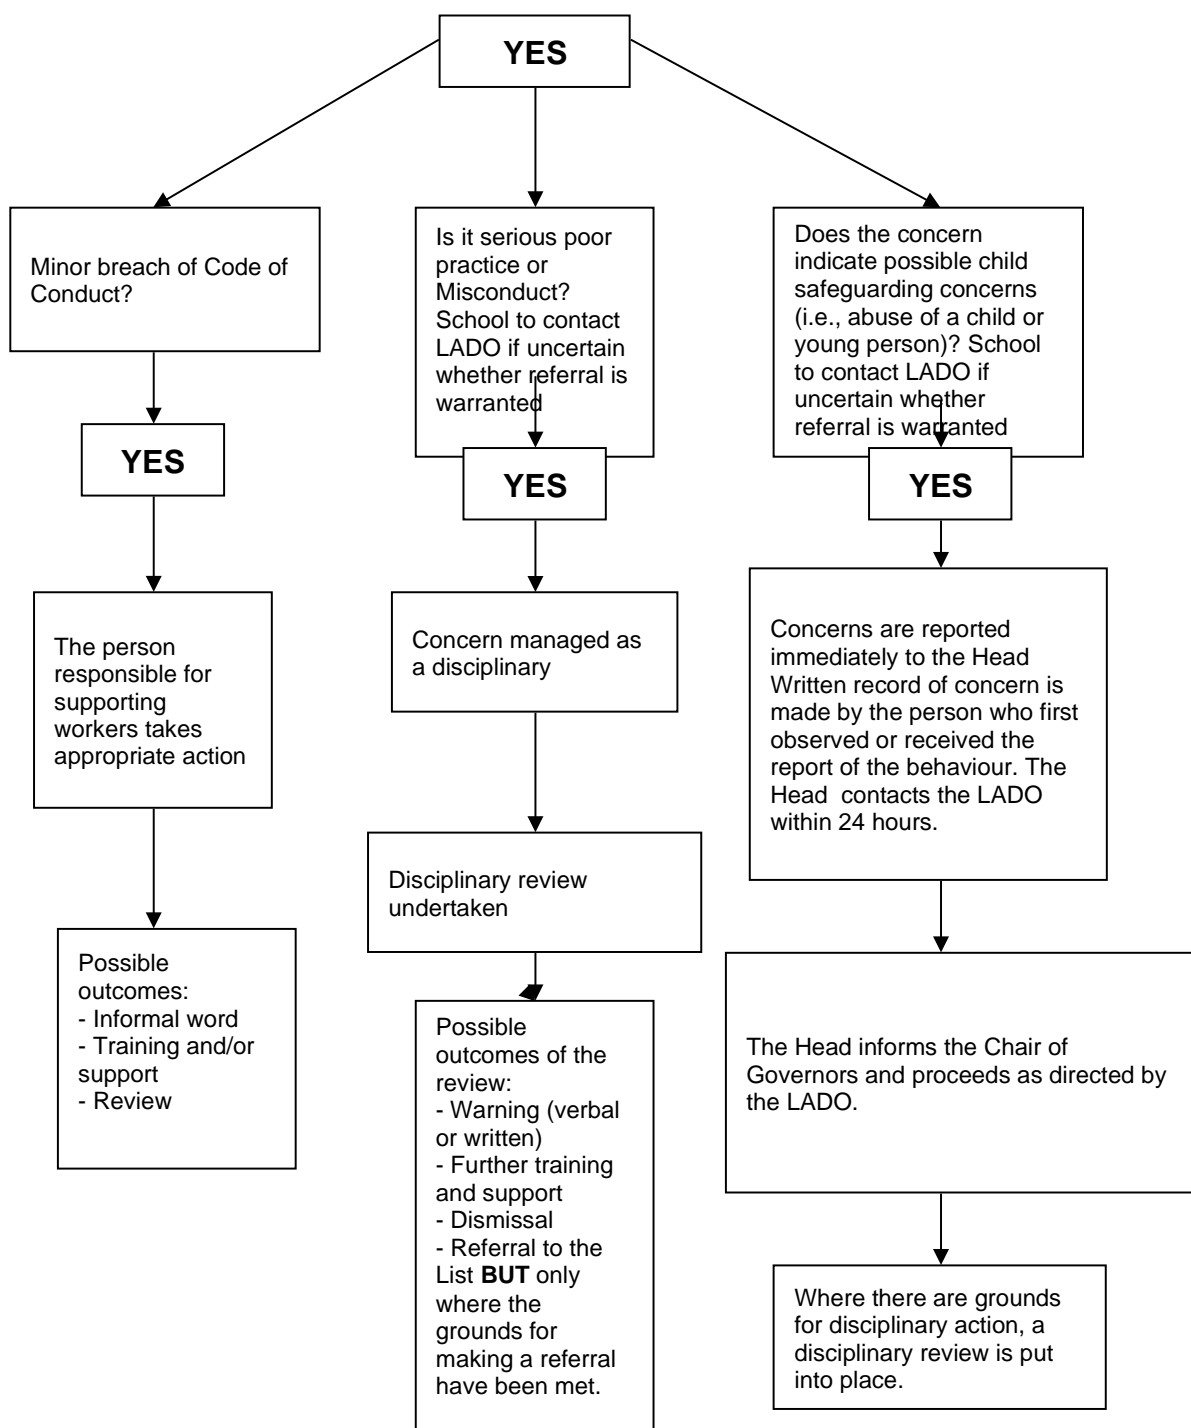 YES
Minor breach of Code of
Conduct?
YES
The person
responsible for
supporting
workers takes
appropriate action
Possible
outcomes:
- Informal word
- Training and/or
support
- Review
Is it serious poor
practice or
Misconduct?
School to contact
LADO if uncertain
whether referral is
warranted
YES
Concern managed as
a disciplinary
Disciplinary review
undertaken
Possible
outcomes of the
review:
- Warning (verbal
or written)
- Further training
and support
- Dismissal
- Referral to the
List BUT only
where the
grounds for
making a referral
have been met.
Does the concern
indicate possible child
safeguarding concerns
(i.e., abuse of a child or
young person)? School
to contact LADO if
uncertain whether
referral is warranted
YES
Concerns are reported
immediately to the Head
Written record of concern is
made by the person who first
observed or received the
report of the behaviour. The
Head  contacts the LADO
within 24 hours.
The Head informs the Chair of
Governors and proceeds as directed by
the LADO.
Where there are grounds
for disciplinary action, a
disciplinary review is put
into place.